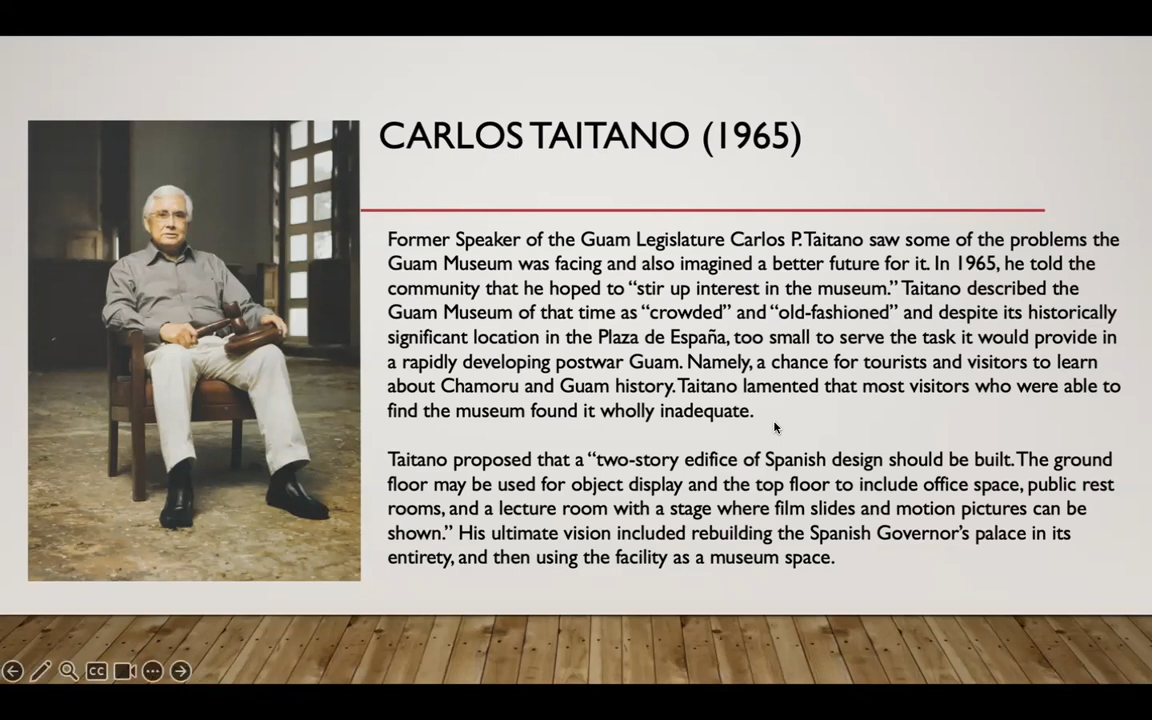 CARLOS TAITANO (1965)
Former Speaker of the Guam Legislature Carlos P. Taitano saw some of the problems the
Guam Museum was facing and also imagined a better future for it. In 1965, he told the
community that he hoped to “stir up interest in the museum.” Taitano described the
Guam Museum of that time as “crowded” and “old-fashioned” and despite its historically
significant location in the Plaza de España, too small to serve the task it would provide in
a rapidly developing postwar Guam. Namely, a chance for tourists and visitors to learn
about Chamoru and Guam history. Taitano lamented that most visitors who were able to
find the museum found it wholly inadequate.
Taitano proposed that a “two-story edifice of Spanish design should be built. The ground
floor may be used for object display and the top floor to include office space, public rest
rooms, and a lecture room with a stage where film slides and motion pictures can be
shown.” His ultimate vision included rebuilding the Spanish Governor’s palace in its
entirety, and then using the facility as a museum space.
CC